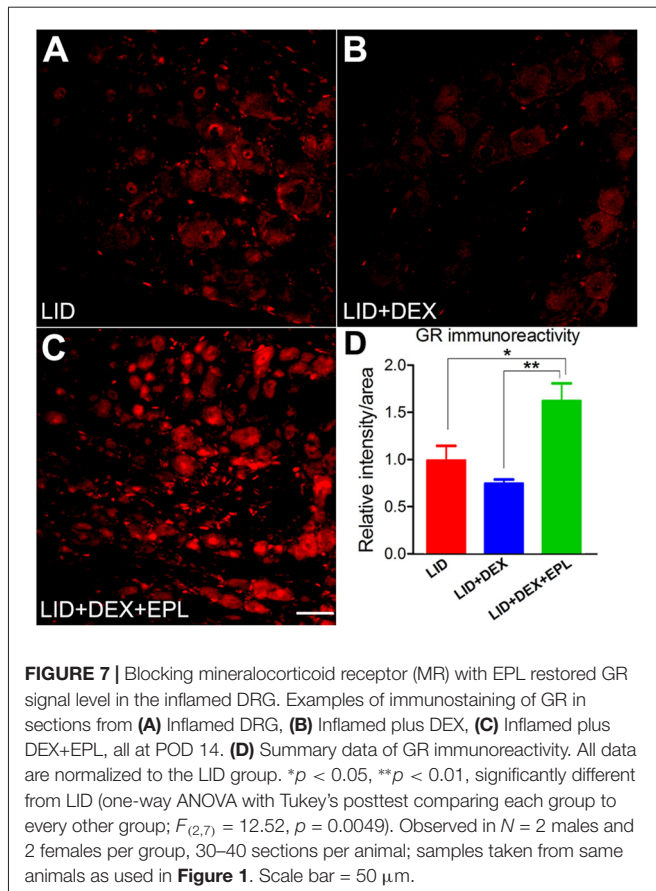 A
B
LID
LID+DEX
C
LID+DEX+EPL
D
GR immunoreactivity
*
**
Relative intensity/area
2.0
1.5
1.0
0.5
0.0
LID
LID+DEX
LID+DEX+EPL
FIGURE 7 | Blocking mineralocorticoid receptor (MR) with EPL restored GR
signal level in the inflamed DRG. Examples of immunostaining of GR in
sections from (A) Inflamed DRG, (B) Inflamed plus DEX, (C) Inflamed plus
DEX+EPL, all at POD 14. (D) Summary data of GR immunoreactivity. All data
are normalized to the LID group. *p < 0.05, **p < 0.01, significantly different
from LID (one-way ANOVA with Tukey's posttest comparing each group to
every other group; F(2,7) = 12.52, p = 0.0049). Observed in N = 2 males and
2 females per group, 30–40 sections per animal; samples taken from same
animals as used in Figure 1. Scale bar = 50 μm.